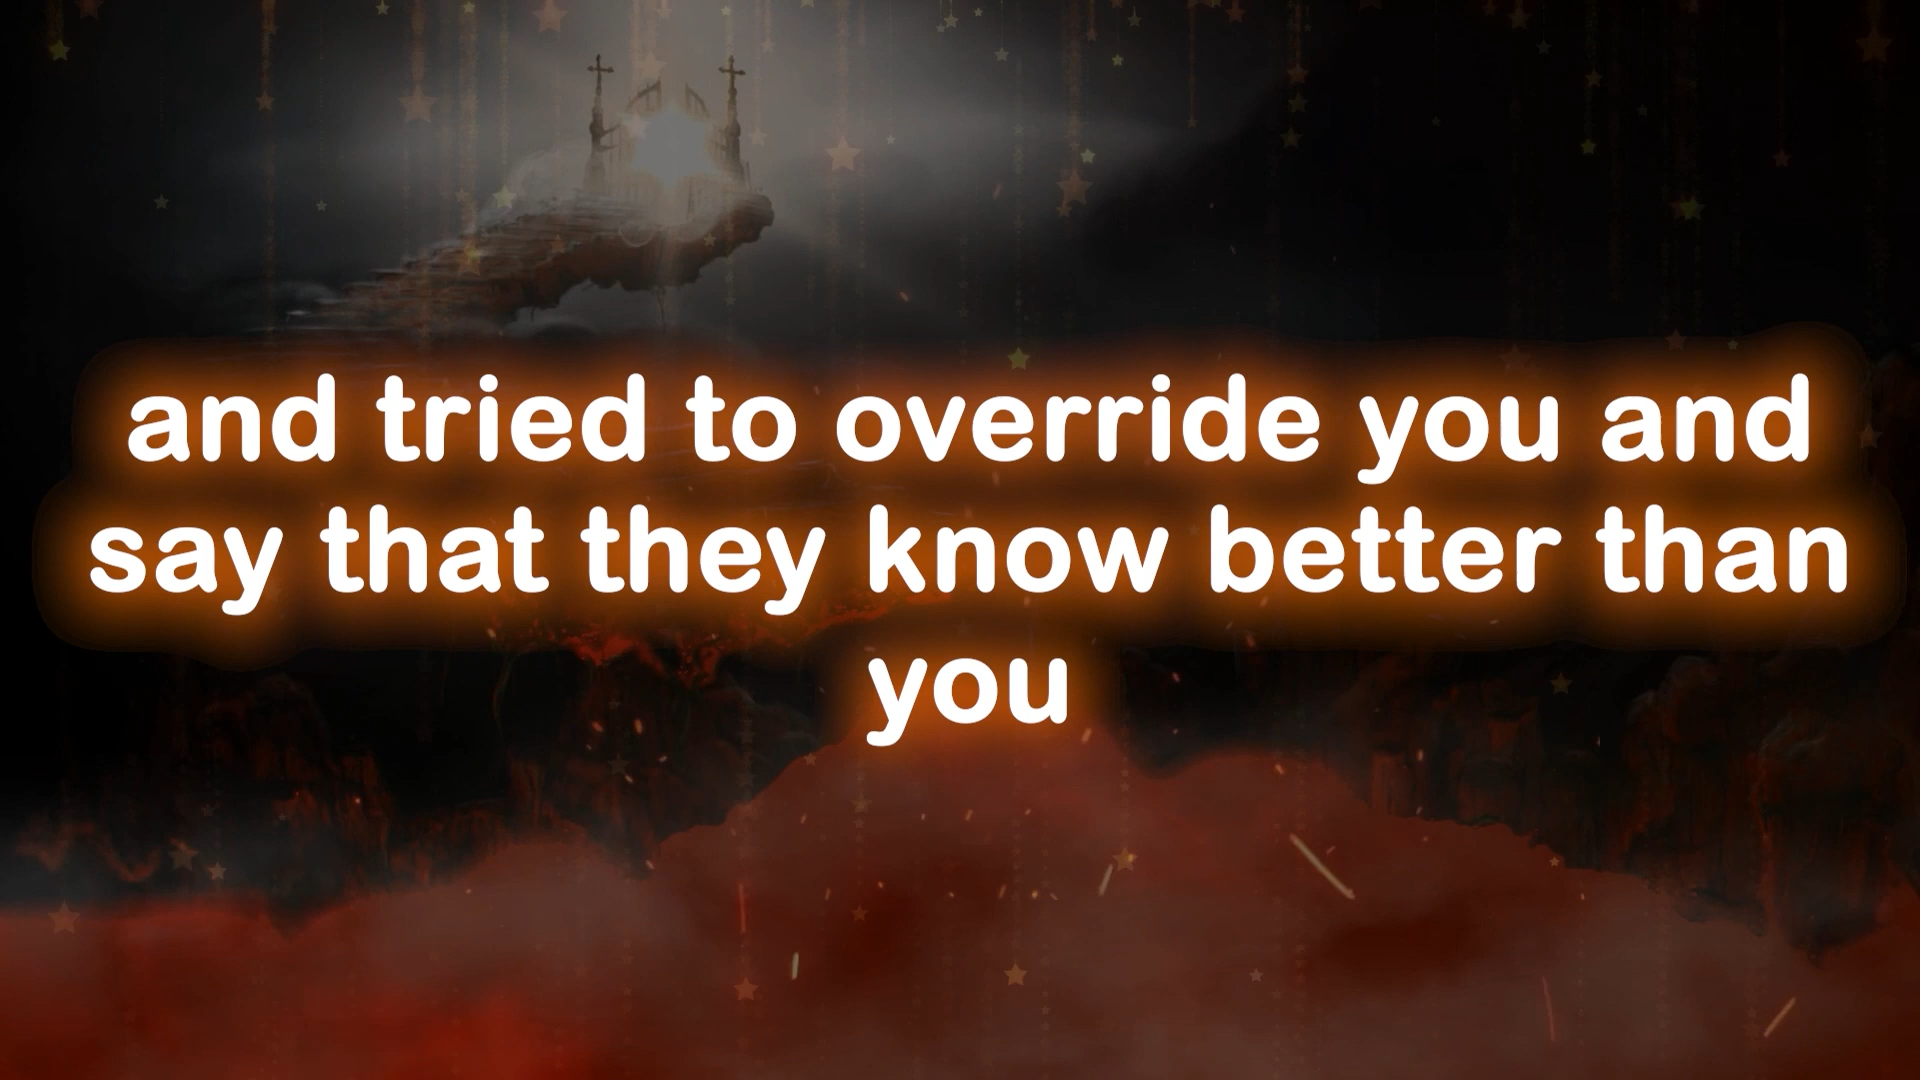 and tried to override you and
say that they know better than
you